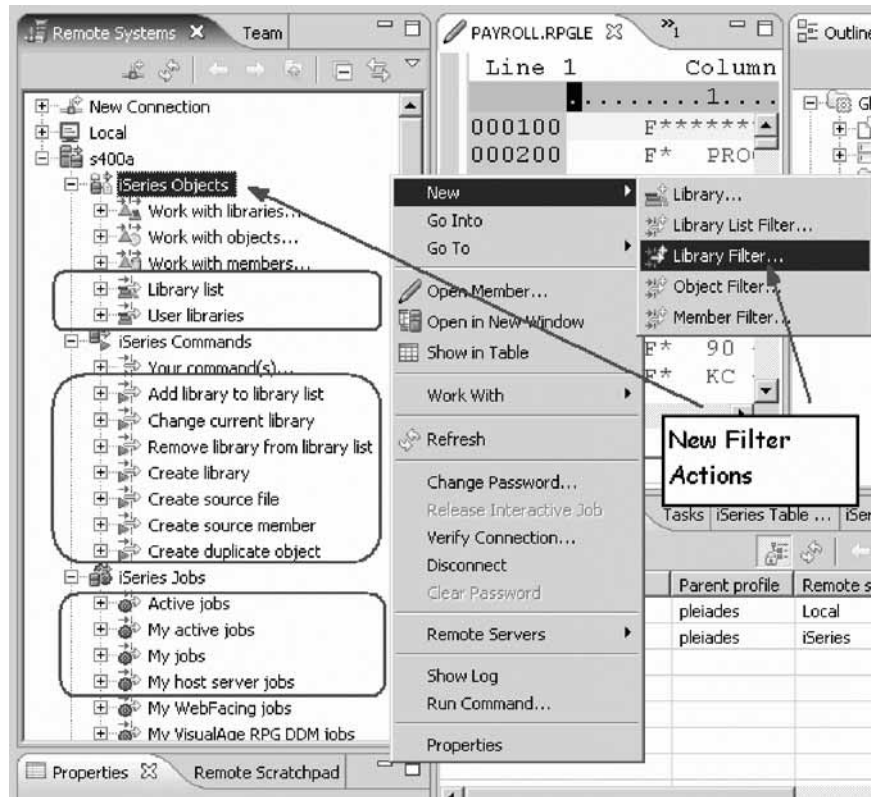 Remote Systems
Team
New Connection
Local
s400a
iSeries Objects
Work with libraries...
Work with objects...
Work with members...
Library list
User libraries
iSeries Commands
Your command(s)...
Add library to library list
Change current library
Remove library from library list
Create library
Create source file
Create source member
Create duplicate object
iSeries Jobs
Active jobs
My active jobs
My jobs
My host server jobs
My WebFacing jobs
My VisualAge RPG DDM jobs
Properties
Remote Scratchpad
PAYROLL.RPGLE
»1
Line 1 Column
.........1....
000100 F*******
000200 F* PRO
New
Go Into
Go To
Open Member...
Open in New Window
Show in Table
Work With
Refresh
Change Password...
Release Interactive Job
Verify Connection...
Disconnect
Clear Password
Remote Servers
Show Log
Run Command...
Properties
Library...
Library List Filter...
Library Filter...
Object Filter...
Member Filter...
F* 90
F* KC
New Filter
Actions
Outline
Gl
Tasks
iSeries Table ...
iSer
Parent profile
Remote s
pleiades
Local
pleiades
iSeries